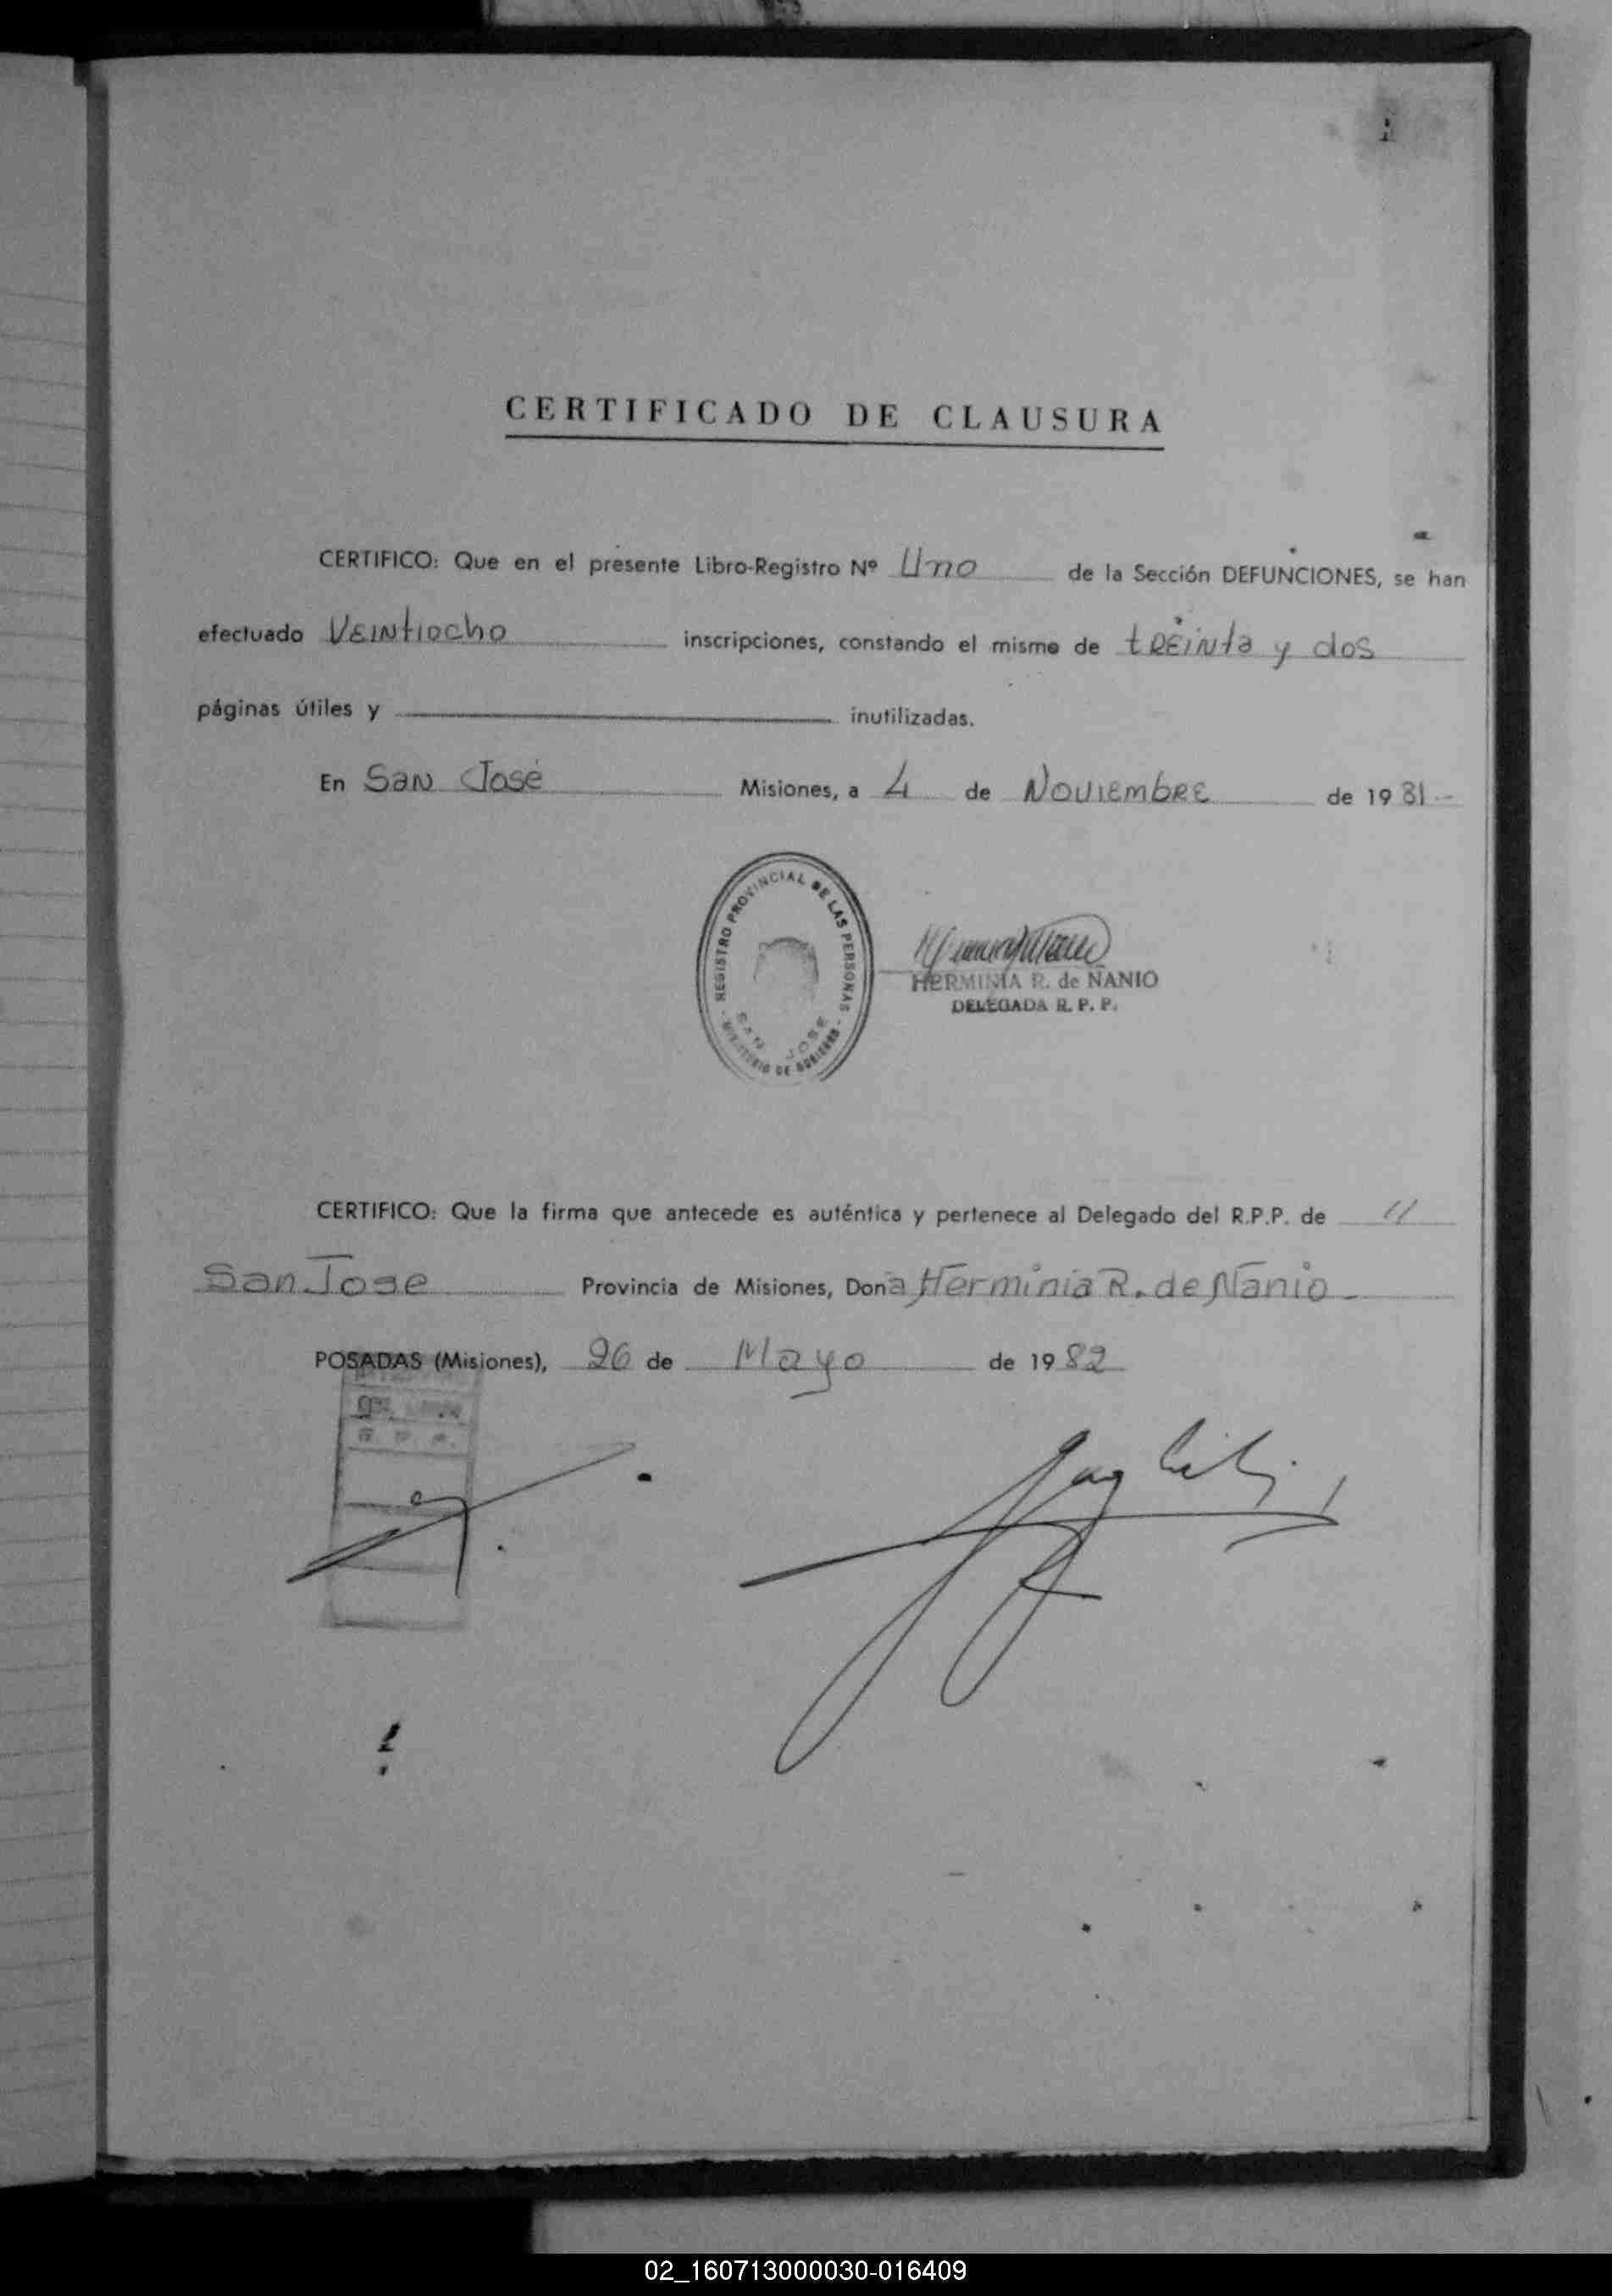 CERTIFICADO DE CLAUSURA
CERTIFICO: Que en el presente Libro-Registro Nº Uno de la Sección DEFUNCIONES, se han
efectuado Veintiocho inscripciones, constando el mismo de treinta y dos
páginas útiles y ———— inutilizadas.
En San José Misiones, a 4 de Noviembre de 1981.-
REGISTRO PROVINCIAL DE LAS PERSONAS
SAN JOSE
MINISTERIO DE GOBIERNO
HERMINIA R. de NANIO
DELEGADA R. P. P.
CERTIFICO: Que la firma que antecede es auténtica y pertenece al Delegado del R.P.P. de //
San Jose Provincia de Misiones, Dona Herminia R. de Nanio.
POSADAS (Misiones), 26 de Mayo de 1982
02_160713000030-016409